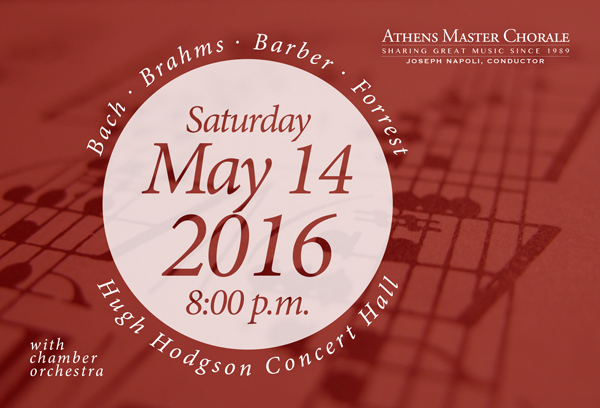 Athens Master Chorale
SHARING GREAT MUSIC SINCE 1989
JOSEPH NAPOLI, CONDUCTOR
Bach · Brahms · Barber · Forrest
Saturday
May 14
2016
8:00 p.m.
Hugh Hodgson Concert Hall
with
chamber
orchestra